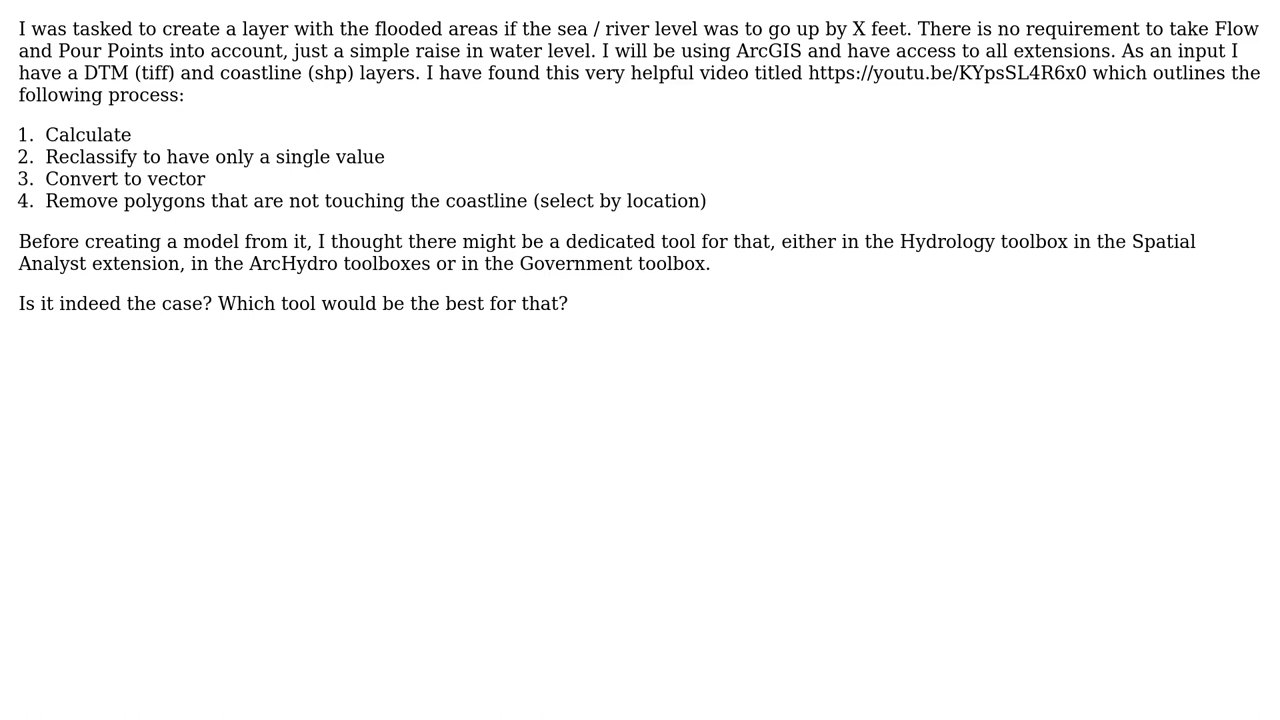 I was tasked to create a layer with the flooded areas if the sea / river level was to go up by X feet. There is no requirement to take Flow
and Pour Points into account, just a simple raise in water level. I will be using ArcGIS and have access to all extensions. As an input I
have a DTM (tiff) and coastline (shp) layers. I have found this very helpful video titled https://youtu.be/KYpsSL4R6x0 which outlines the
following process:
1. Calculate
2. Reclassify to have only a single value
3. Convert to vector
4. Remove polygons that are not touching the coastline (select by location)
Before creating a model from it, I thought there might be a dedicated tool for that, either in the Hydrology toolbox in the Spatial
Analyst extension, in the ArcHydro toolboxes or in the Government toolbox.
Is it indeed the case? Which tool would be the best for that?